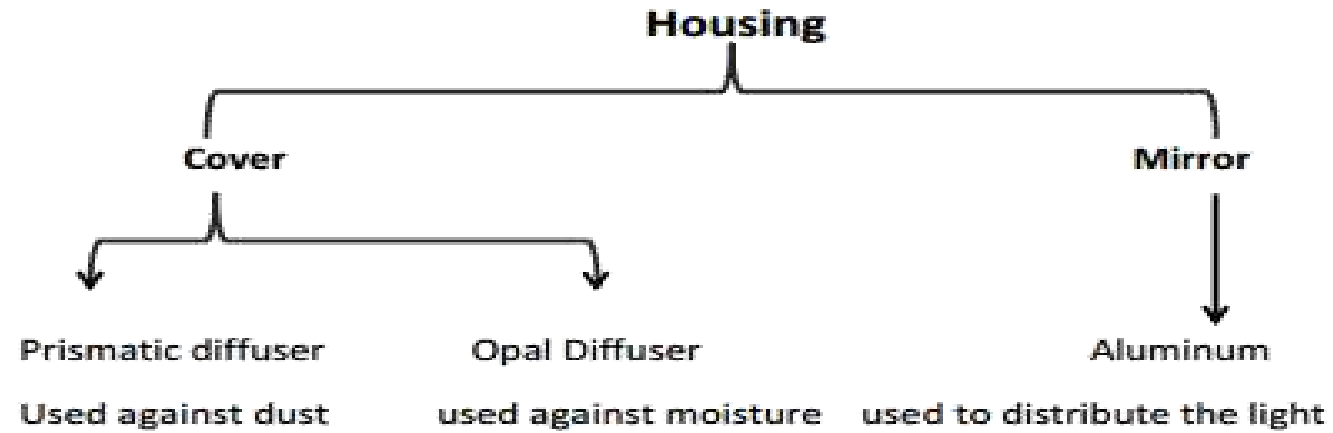 Housing
Cover
Mirror
Prismatic diffuser
Opal Diffuser
Aluminum
Used against dust
used against moisture
used to distribute the light